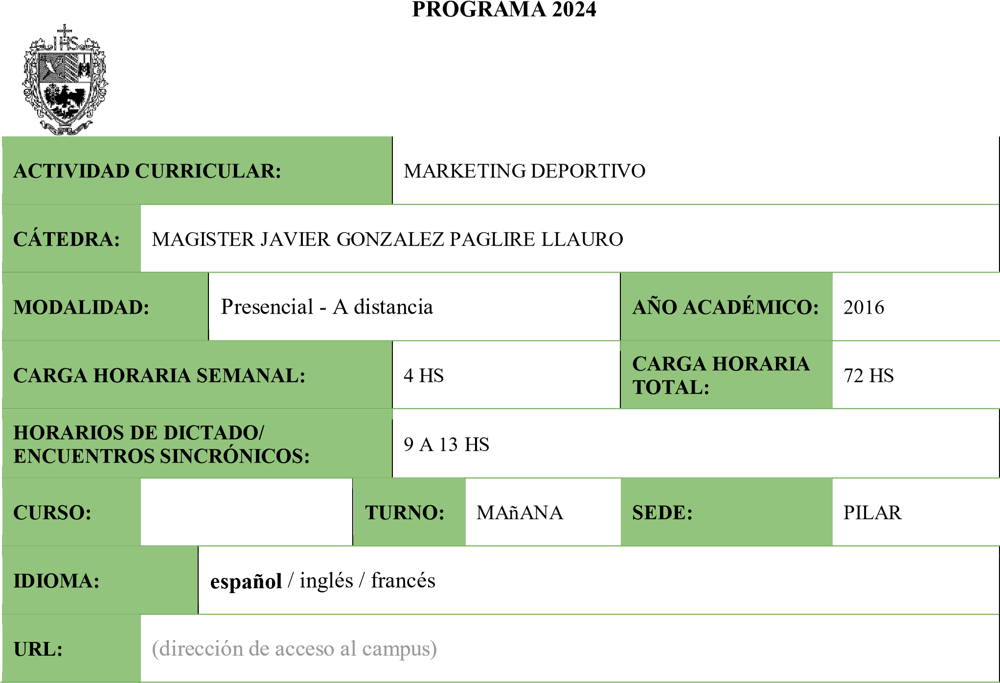 PROGRAMA 2024
IHS
ACTIVIDAD CURRICULAR: MARKETING DEPORTIVO
CÁTEDRA: MAGISTER JAVIER GONZALEZ PAGLIRE LLAURO
MODALIDAD: Presencial - A distancia AÑO ACADÉMICO: 2016
CARGA HORARIA SEMANAL: 4 HS CARGA HORARIA
TOTAL: 72 HS
HORARIOS DE DICTADO/
ENCUENTROS SINCRÓNICOS: 9 A 13 HS
CURSO: TURNO: MAñANA SEDE: PILAR
IDIOMA: español / inglés / francés
URL: (dirección de acceso al campus)